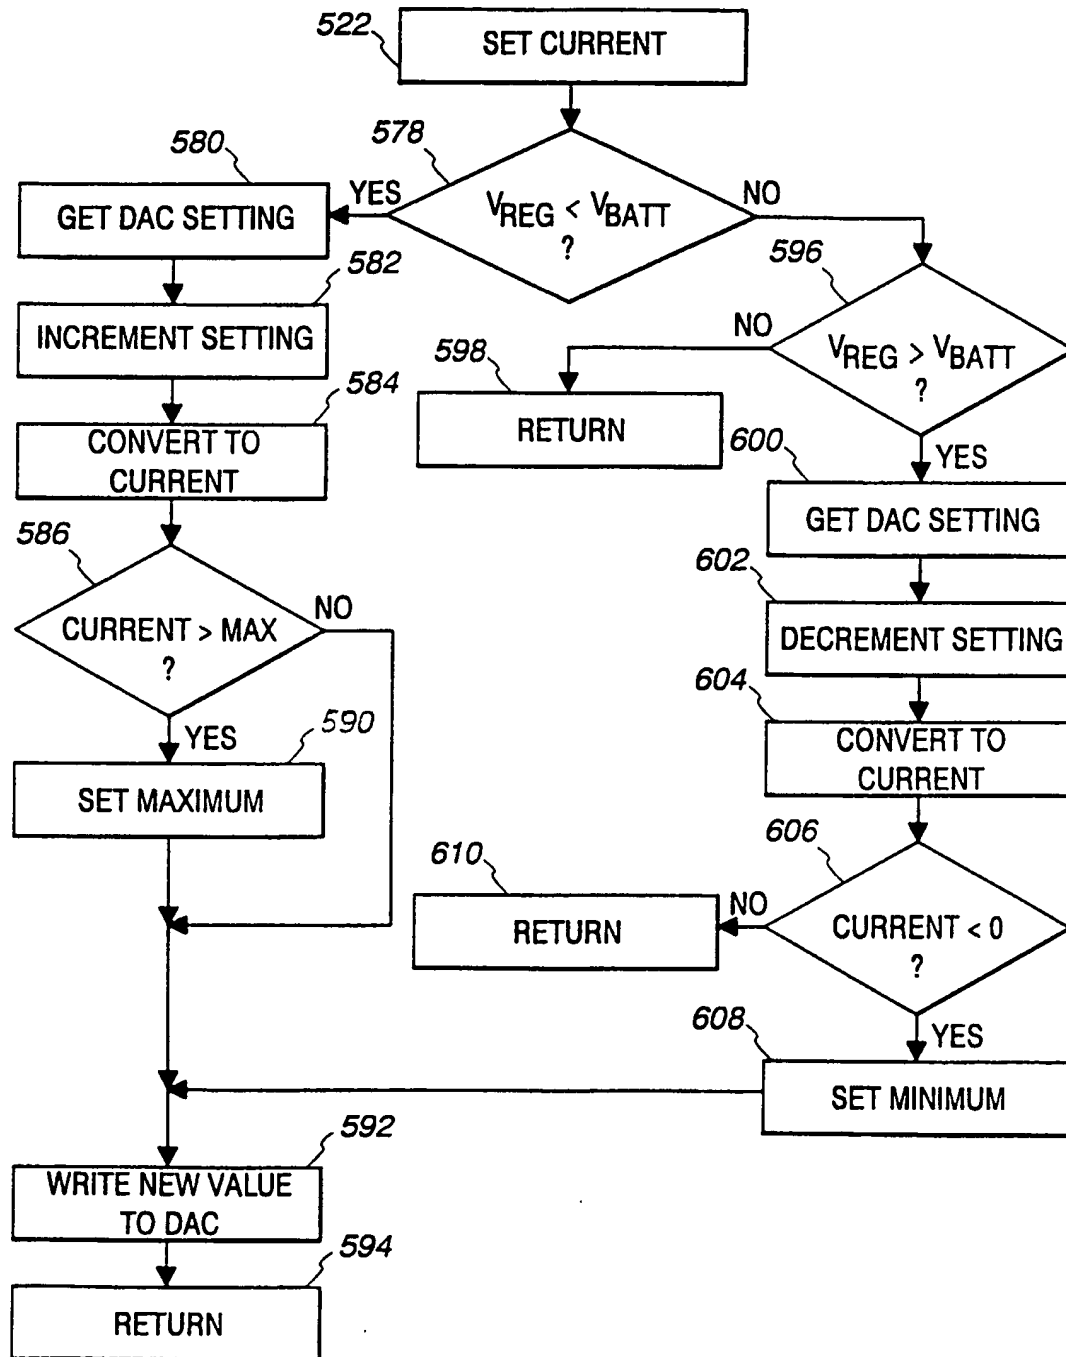 522
SET CURRENT
578
580
YES
NO
GET DAC SETTING
VREG < VBATT
?
582
596
INCREMENT SETTING
NO
598
VREG > VBATT
?
584
CONVERT TO
CURRENT
RETURN
600
YES
586
GET DAC SETTING
NO
602
CURRENT > MAX
?
DECREMENT SETTING
604
YES
590
CONVERT TO
CURRENT
SET MAXIMUM
606
610
NO
RETURN
CURRENT < 0
?
608
YES
SET MINIMUM
592
WRITE NEW VALUE
TO DAC
594
RETURN